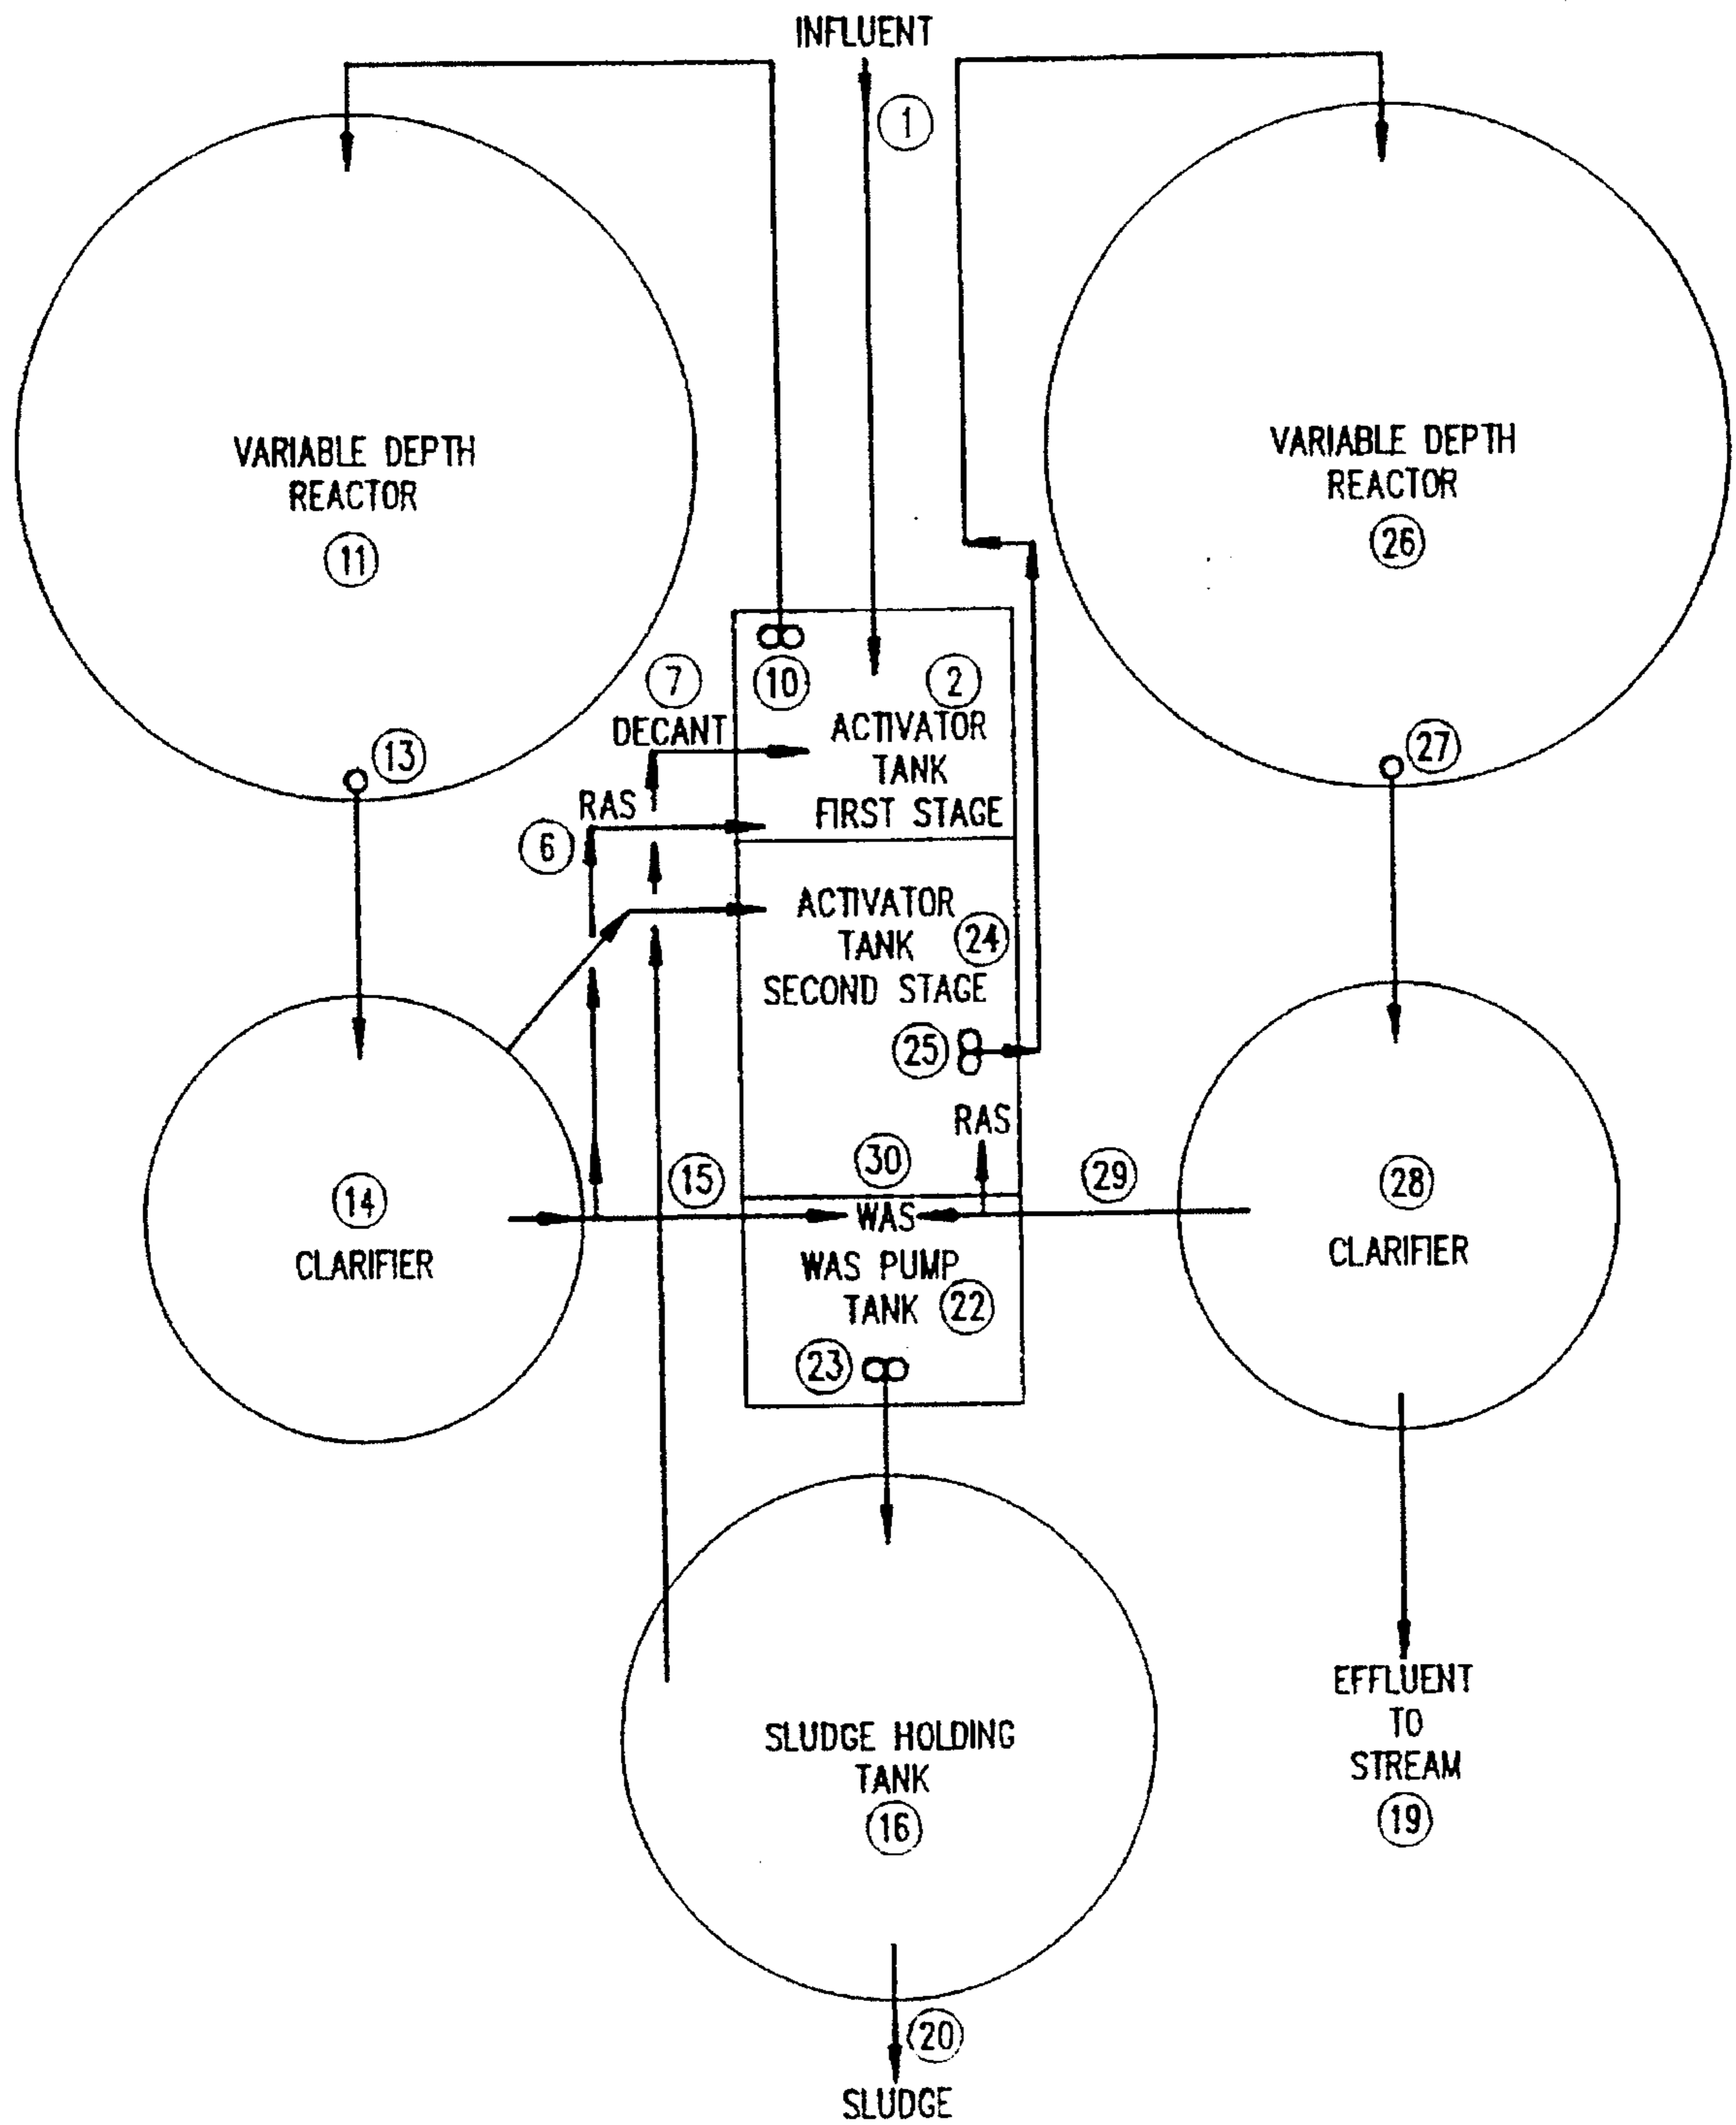 INFLUENT
1
VARIABLE DEPTH
REACTOR
11
VARIABLE DEPTH
REACTOR
26
10
2
7
DECANT
ACTIVATOR
TANK
FIRST STAGE
13
27
RAS
6
ACTIVATOR
TANK
24
SECOND STAGE
25
RAS
30
15
29
14
CLARIFIER
28
CLARIFIER
WAS
WAS PUMP
TANK
22
23
SLUDGE HOLDING
TANK
16
EFFLUENT
TO
STREAM
19
20
SLUDGE